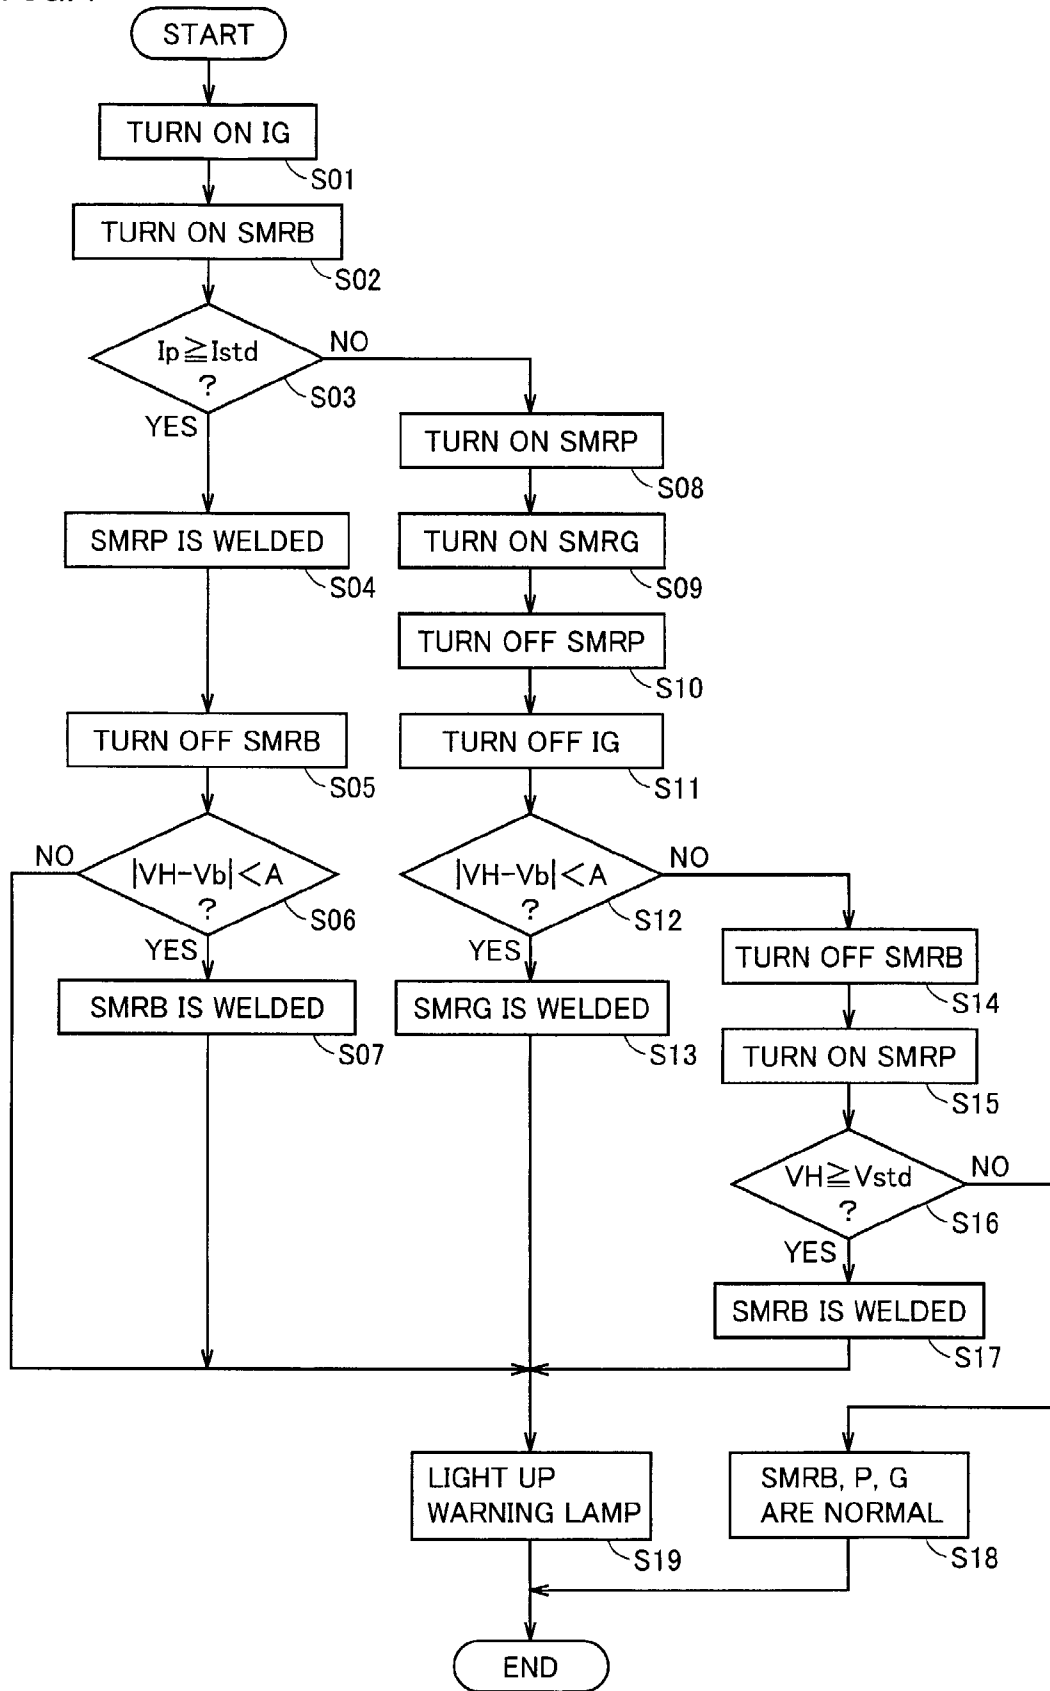 START
TURN ON IG
S01
TURN ON SMRB
S02
Ip≧Istd
?
S03
NO
YES
TURN ON SMRP
S08
SMRP IS WELDED
S04
TURN ON SMRG
S09
TURN OFF SMRP
S10
TURN OFF SMRB
S05
TURN OFF IG
S11
NO
|VH-Vb|<A
?
S06
YES
|VH-Vb|<A
?
S12
NO
YES
TURN OFF SMRB
S14
SMRB IS WELDED
S07
SMRG IS WELDED
S13
TURN ON SMRP
S15
VH≧Vstd
?
S16
NO
YES
SMRB IS WELDED
S17
LIGHT UP
WARNING LAMP
S19
SMRB, P, G
ARE NORMAL
S18
END